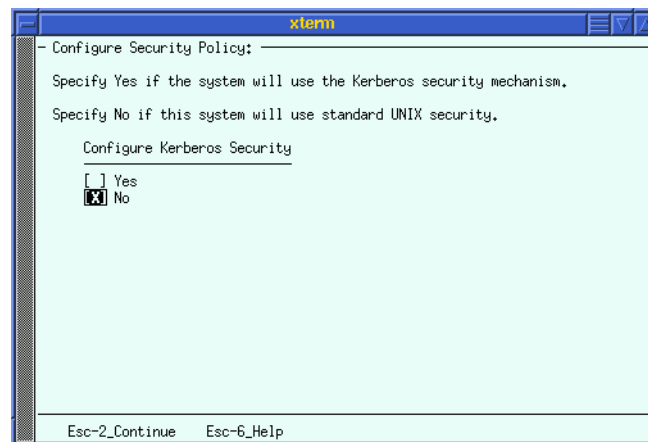 xterm
Configure Security Policy:
Specify Yes if the system will use the Kerberos security mechanism.
Specify No if this system will use standard UNIX security.
Configure Kerberos Security
[ ] Yes
[X] No
Esc-2_Continue Esc-6_Help